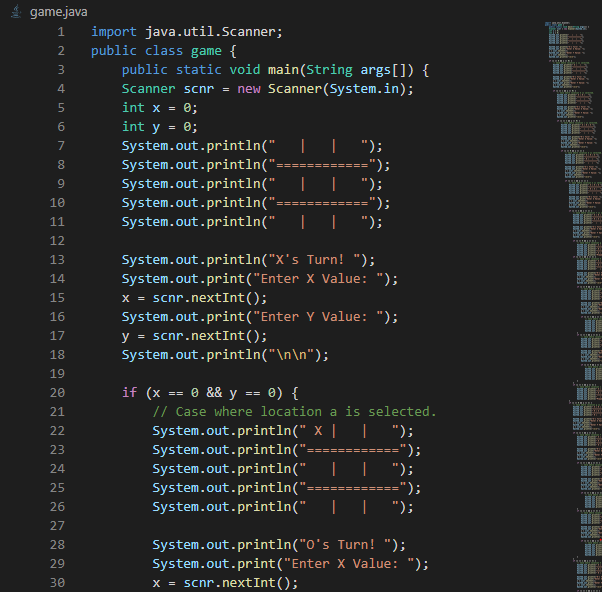 game.java
1 import java.util.Scanner;
2 public class game {
3     public static void main(String args[]) {
4     Scanner scnr = new Scanner(System.in);
5     int x = 0;
6     int y = 0;
7     System.out.println("   |   |   ");
8     System.out.println("============");
9     System.out.println("   |   |   ");
10     System.out.println("============");
11     System.out.println("   |   |   ");
12
13     System.out.println("X's Turn! ");
14     System.out.print("Enter X Value: ");
15     x = scnr.nextInt();
16     System.out.print("Enter Y Value: ");
17     y = scnr.nextInt();
18     System.out.println("\n\n");
19
20     if (x == 0 && y == 0) {
21         // Case where location a is selected.
22         System.out.println(" X |   |   ");
23         System.out.println("============");
24         System.out.println("   |   |   ");
25         System.out.println("============");
26         System.out.println("   |   |   ");
27
28         System.out.println("O's Turn! ");
29         System.out.print("Enter X Value: ");
30         x = scnr.nextInt();